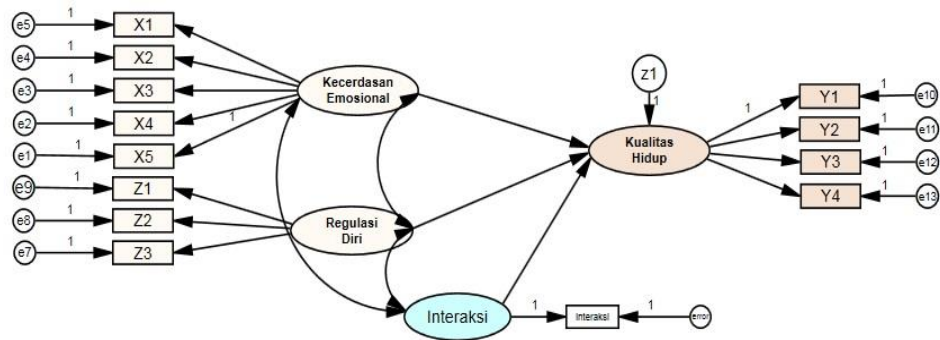 e5 1 X1
e4 1 X2
e3 1 X3
e2 1 X4
e1 1 X5
e9 1 Z1
e8 1 Z2
e7 1 Z3
1
Kecerdasan
Emosional
Regulasi
Diri
Interaksi
z1
1
Kualitas
Hidup
1 Y1 1 e10
Y2 1 e11
Y3 1 e12
Y4 1 e13
1 Interaksi 1 error